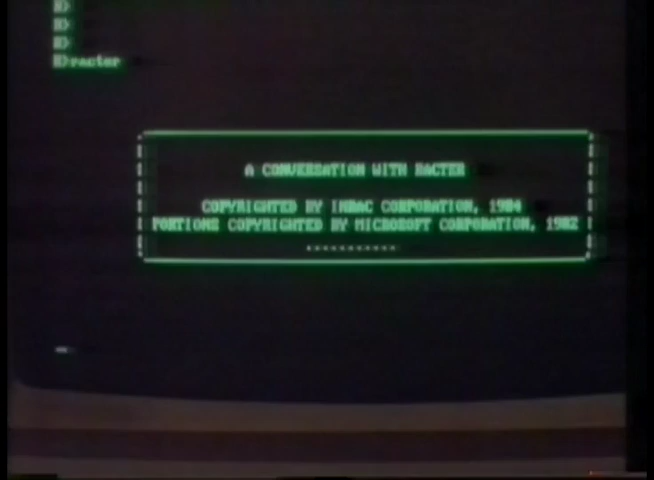 B>
B>
B>
B>racter
A CONVERSATION WITH RACTER
COPYRIGHTED BY INRAC CORPORATION, 1984
PORTIONS COPYRIGHTED BY MICROSOFT CORPORATION, 1982
...........